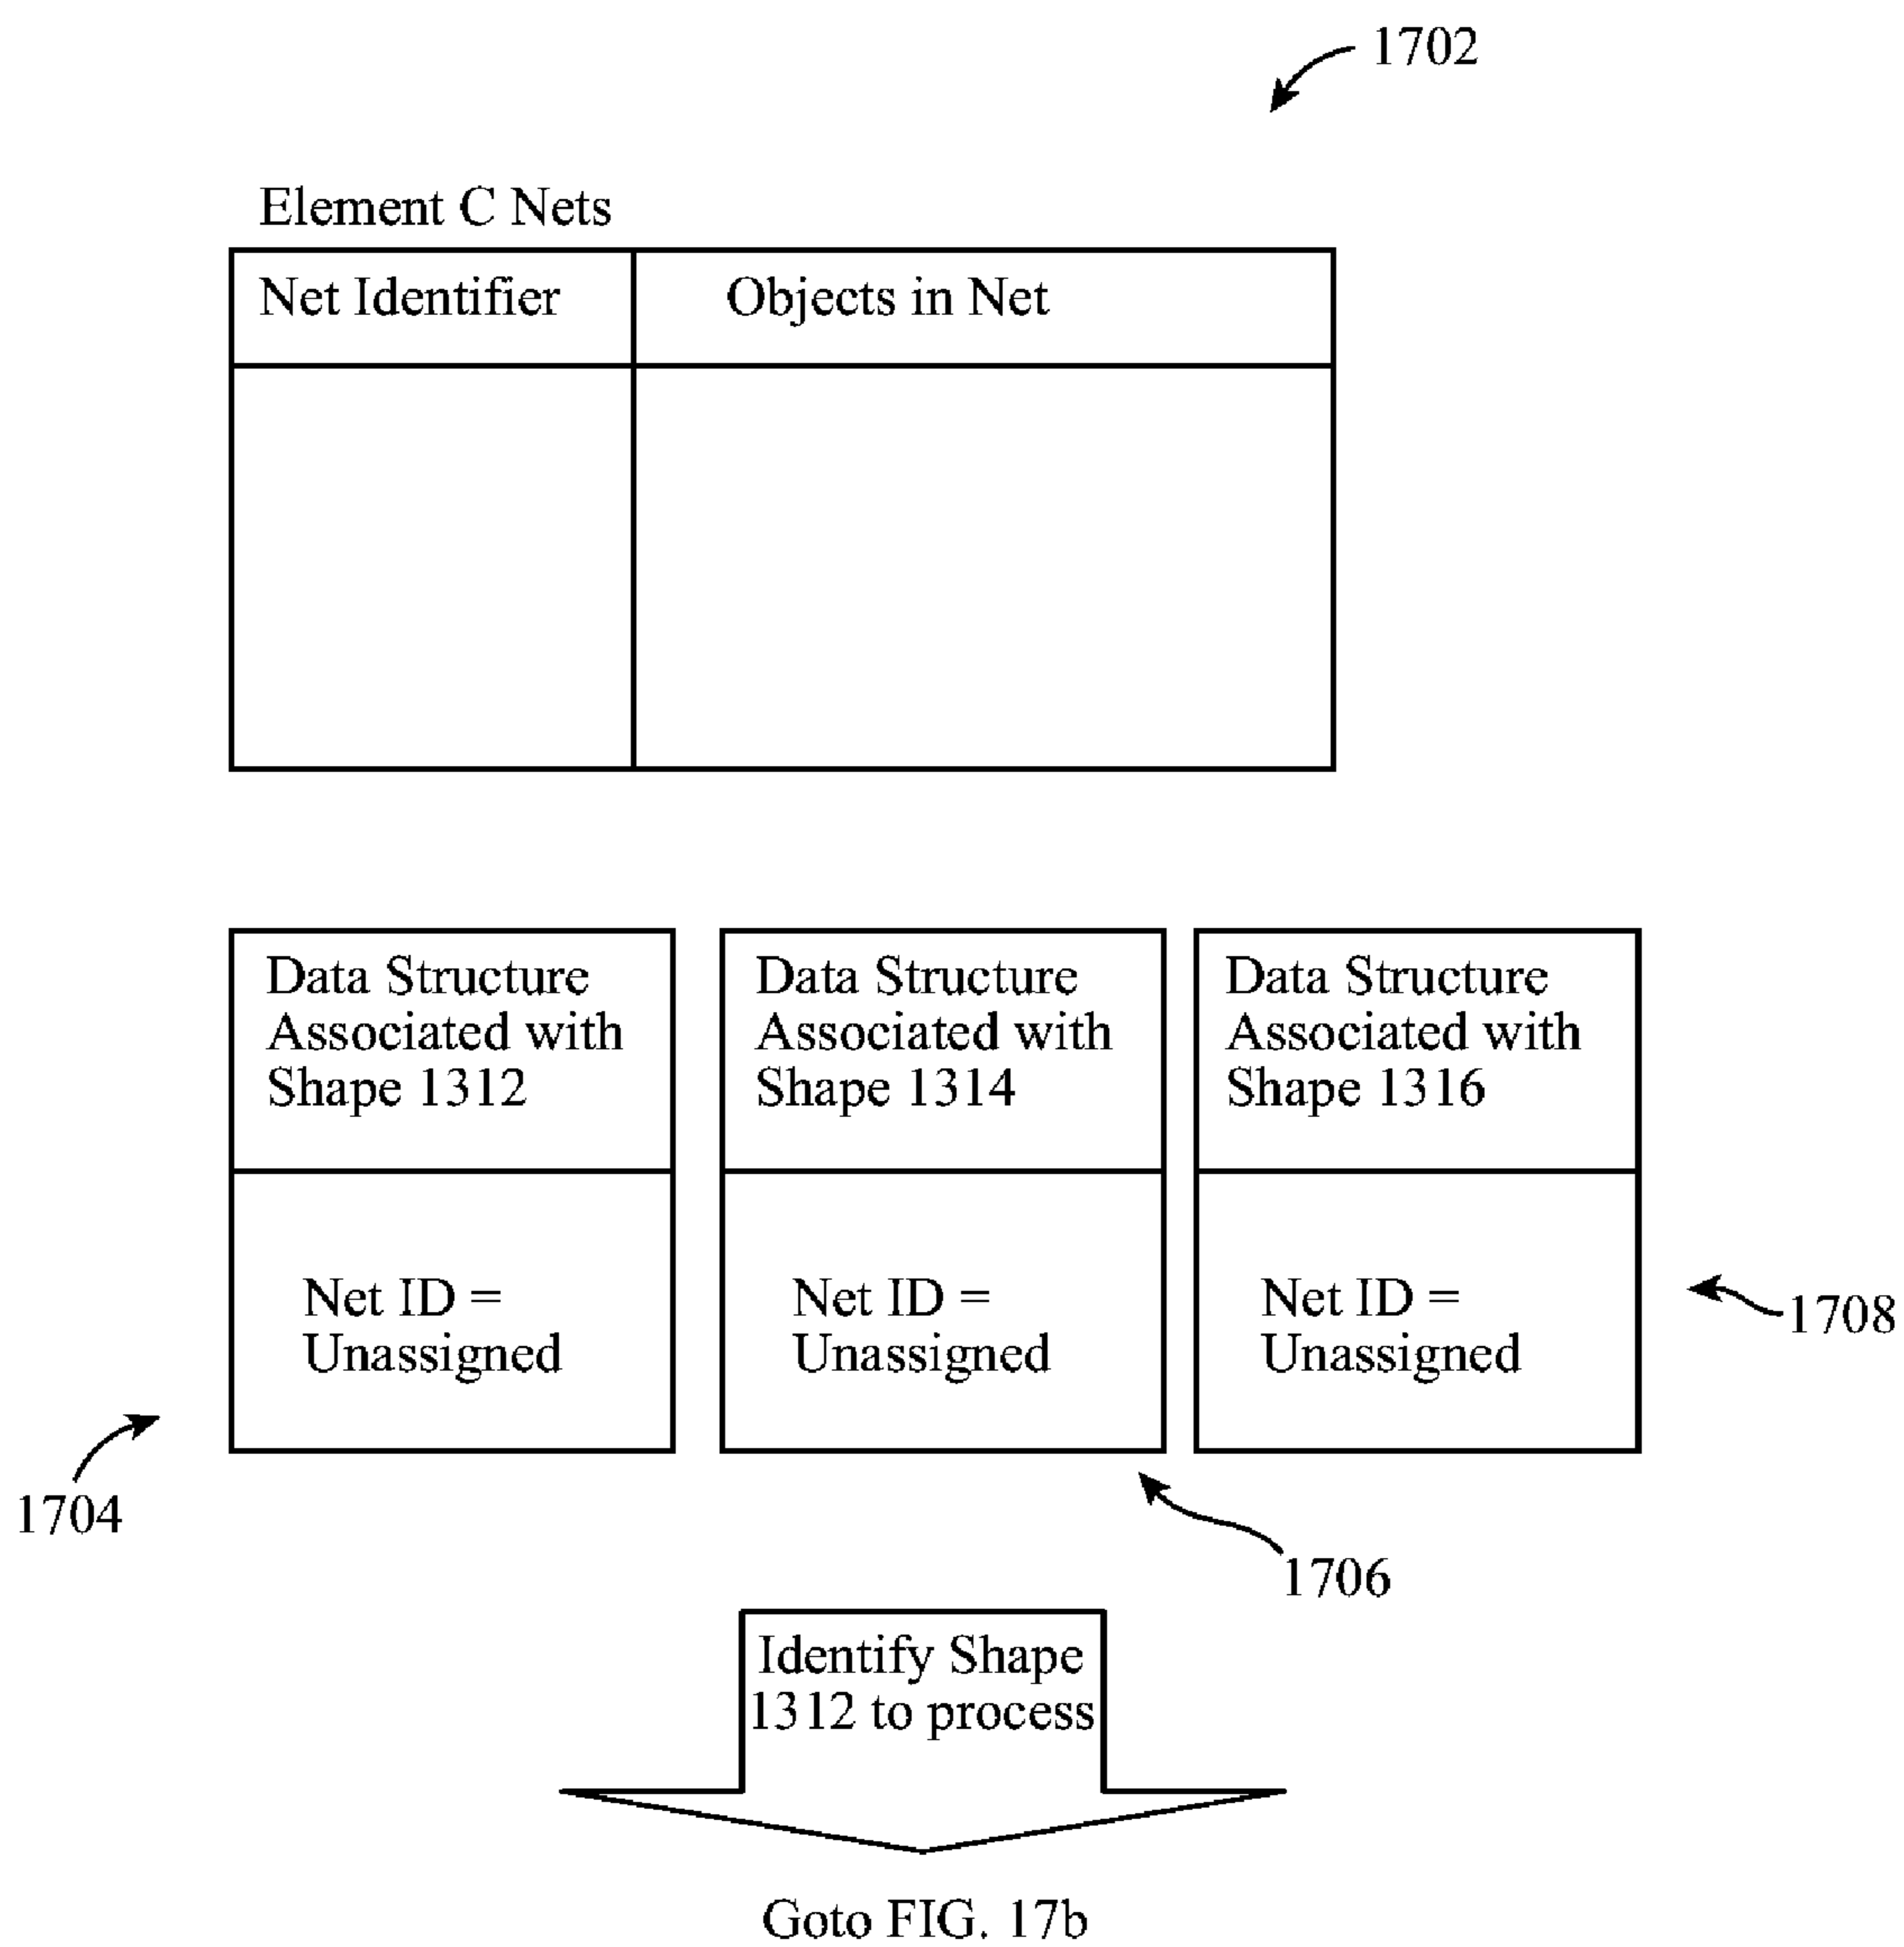 1702
Element C Nets
Net Identifier
Objects in Net
Data Structure
Associated with
Shape 1312
Net ID =
Unassigned
Data Structure
Associated with
Shape 1314
Net ID =
Unassigned
Data Structure
Associated with
Shape 1316
Net ID =
Unassigned
1708
1704
1706
Identify Shape
1312 to process
Goto FIG. 17b